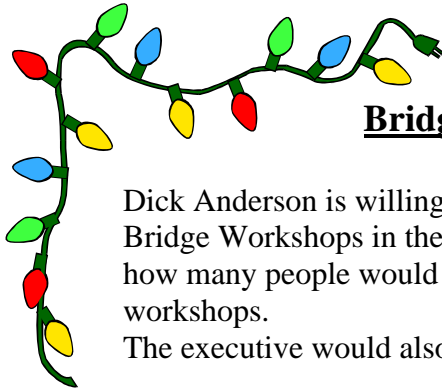 Bridg
Dick Anderson is willing
Bridge Workshops in the
how many people would
workshops.
The executive would also